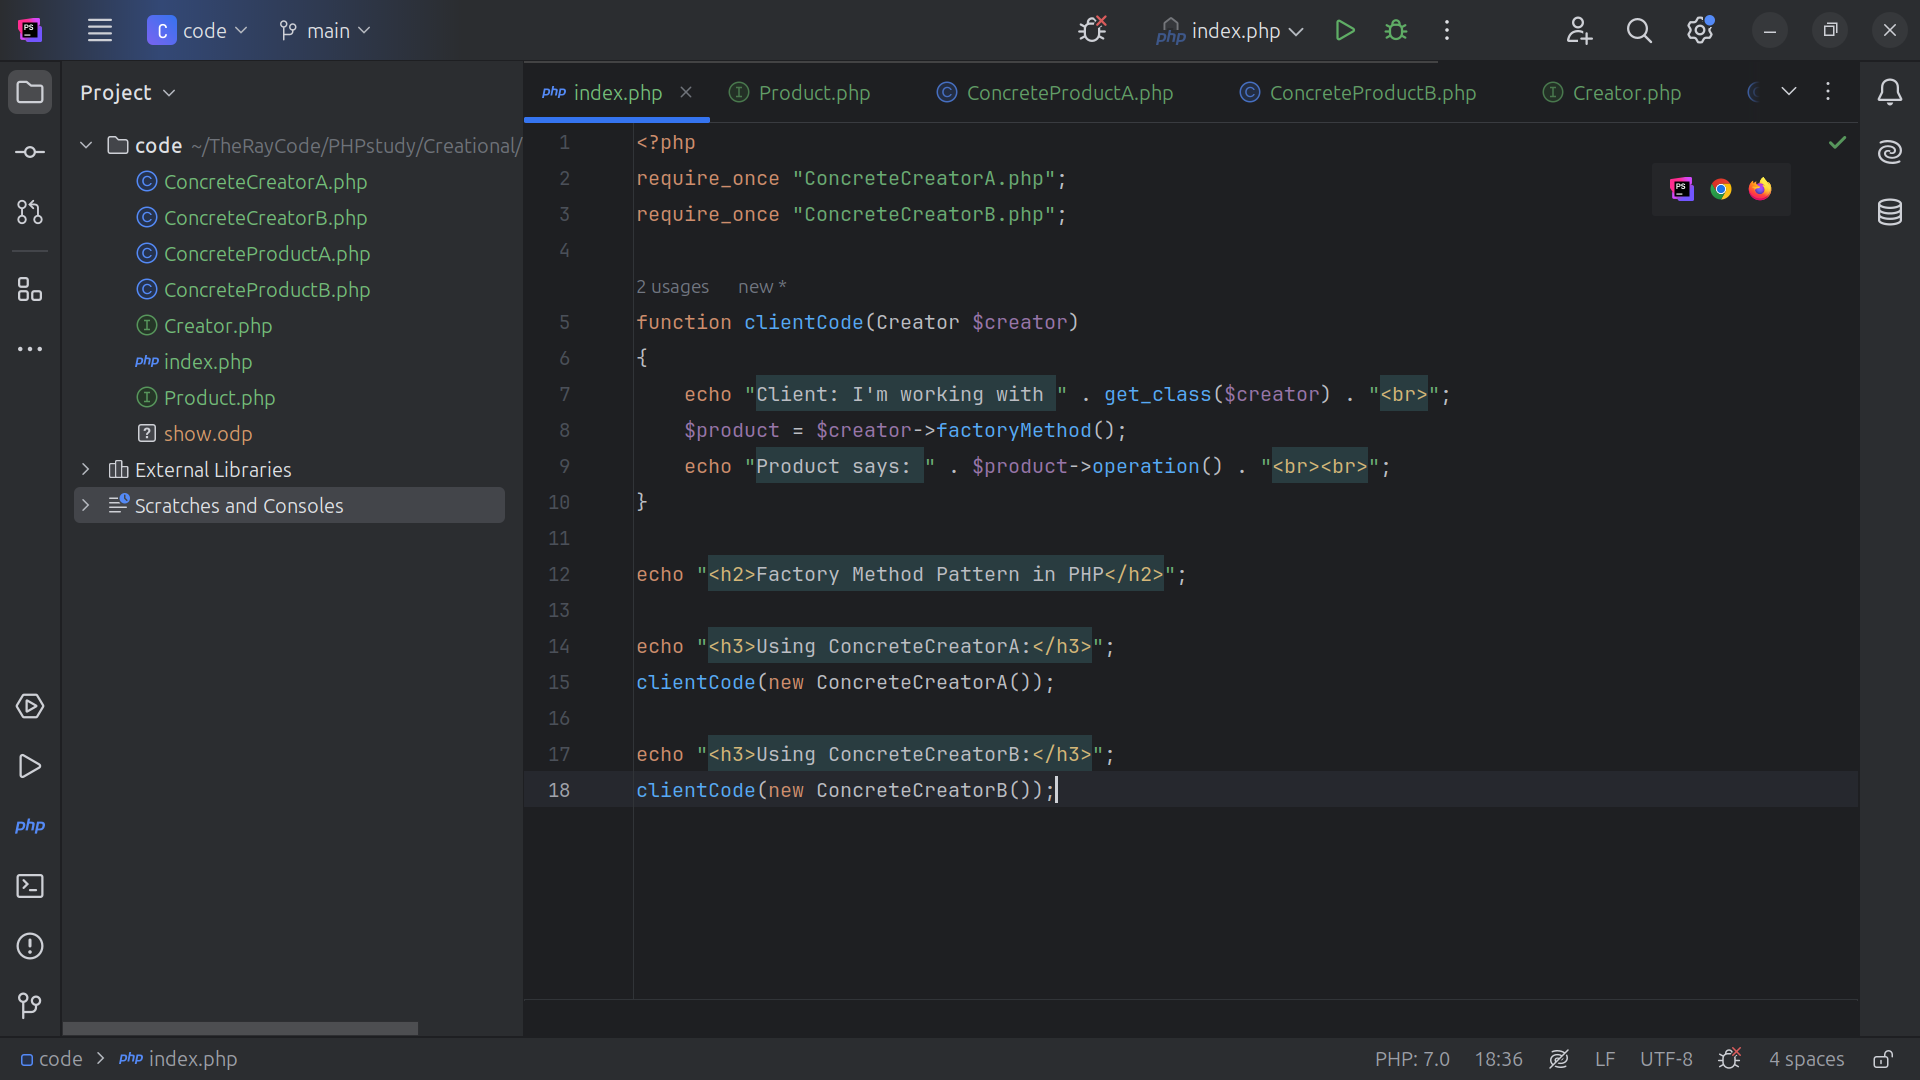 PS C code main index.php
Project
code ~/TheRayCode/PHPstudy/Creational/
ConcreteCreatorA.php
ConcreteCreatorB.php
ConcreteProductA.php
ConcreteProductB.php
Creator.php
index.php
Product.php
show.odp
External Libraries
Scratches and Consoles
index.php Product.php ConcreteProductA.php ConcreteProductB.php Creator.php
1 <?php
2 require_once "ConcreteCreatorA.php";
3 require_once "ConcreteCreatorB.php";
4
2 usages new *
5 function clientCode(Creator $creator)
6 {
7 echo "Client: I'm working with " . get_class($creator) . "<br>";
8 $product = $creator->factoryMethod();
9 echo "Product says: " . $product->operation() . "<br><br>";
10 }
11
12 echo "<h2>Factory Method Pattern in PHP</h2>";
13
14 echo "<h3>Using ConcreteCreatorA:</h3>";
15 clientCode(new ConcreteCreatorA());
16
17 echo "<h3>Using ConcreteCreatorB:</h3>";
18 clientCode(new ConcreteCreatorB());
php
code > php index.php PHP: 7.0 18:36 LF UTF-8 4 spaces